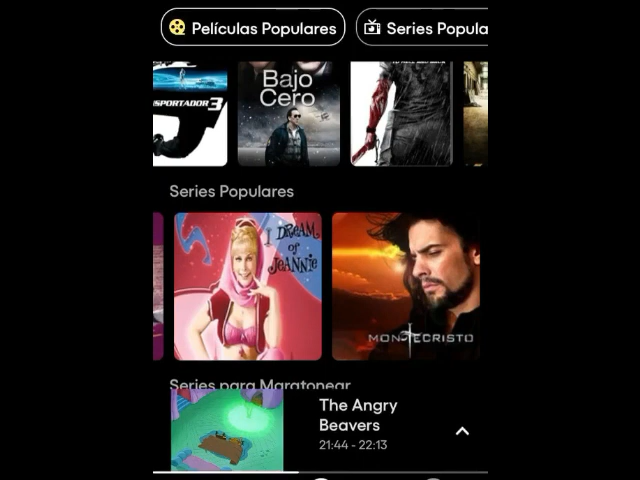 Películas Populares
Series Popula
SPORTADOR 3
Bajo
Cero
Series Populares
I DREAM
of
JEANNIE
MONTECRISTO
Series para Maratonear
The Angry
Beavers
21:44 - 22:13